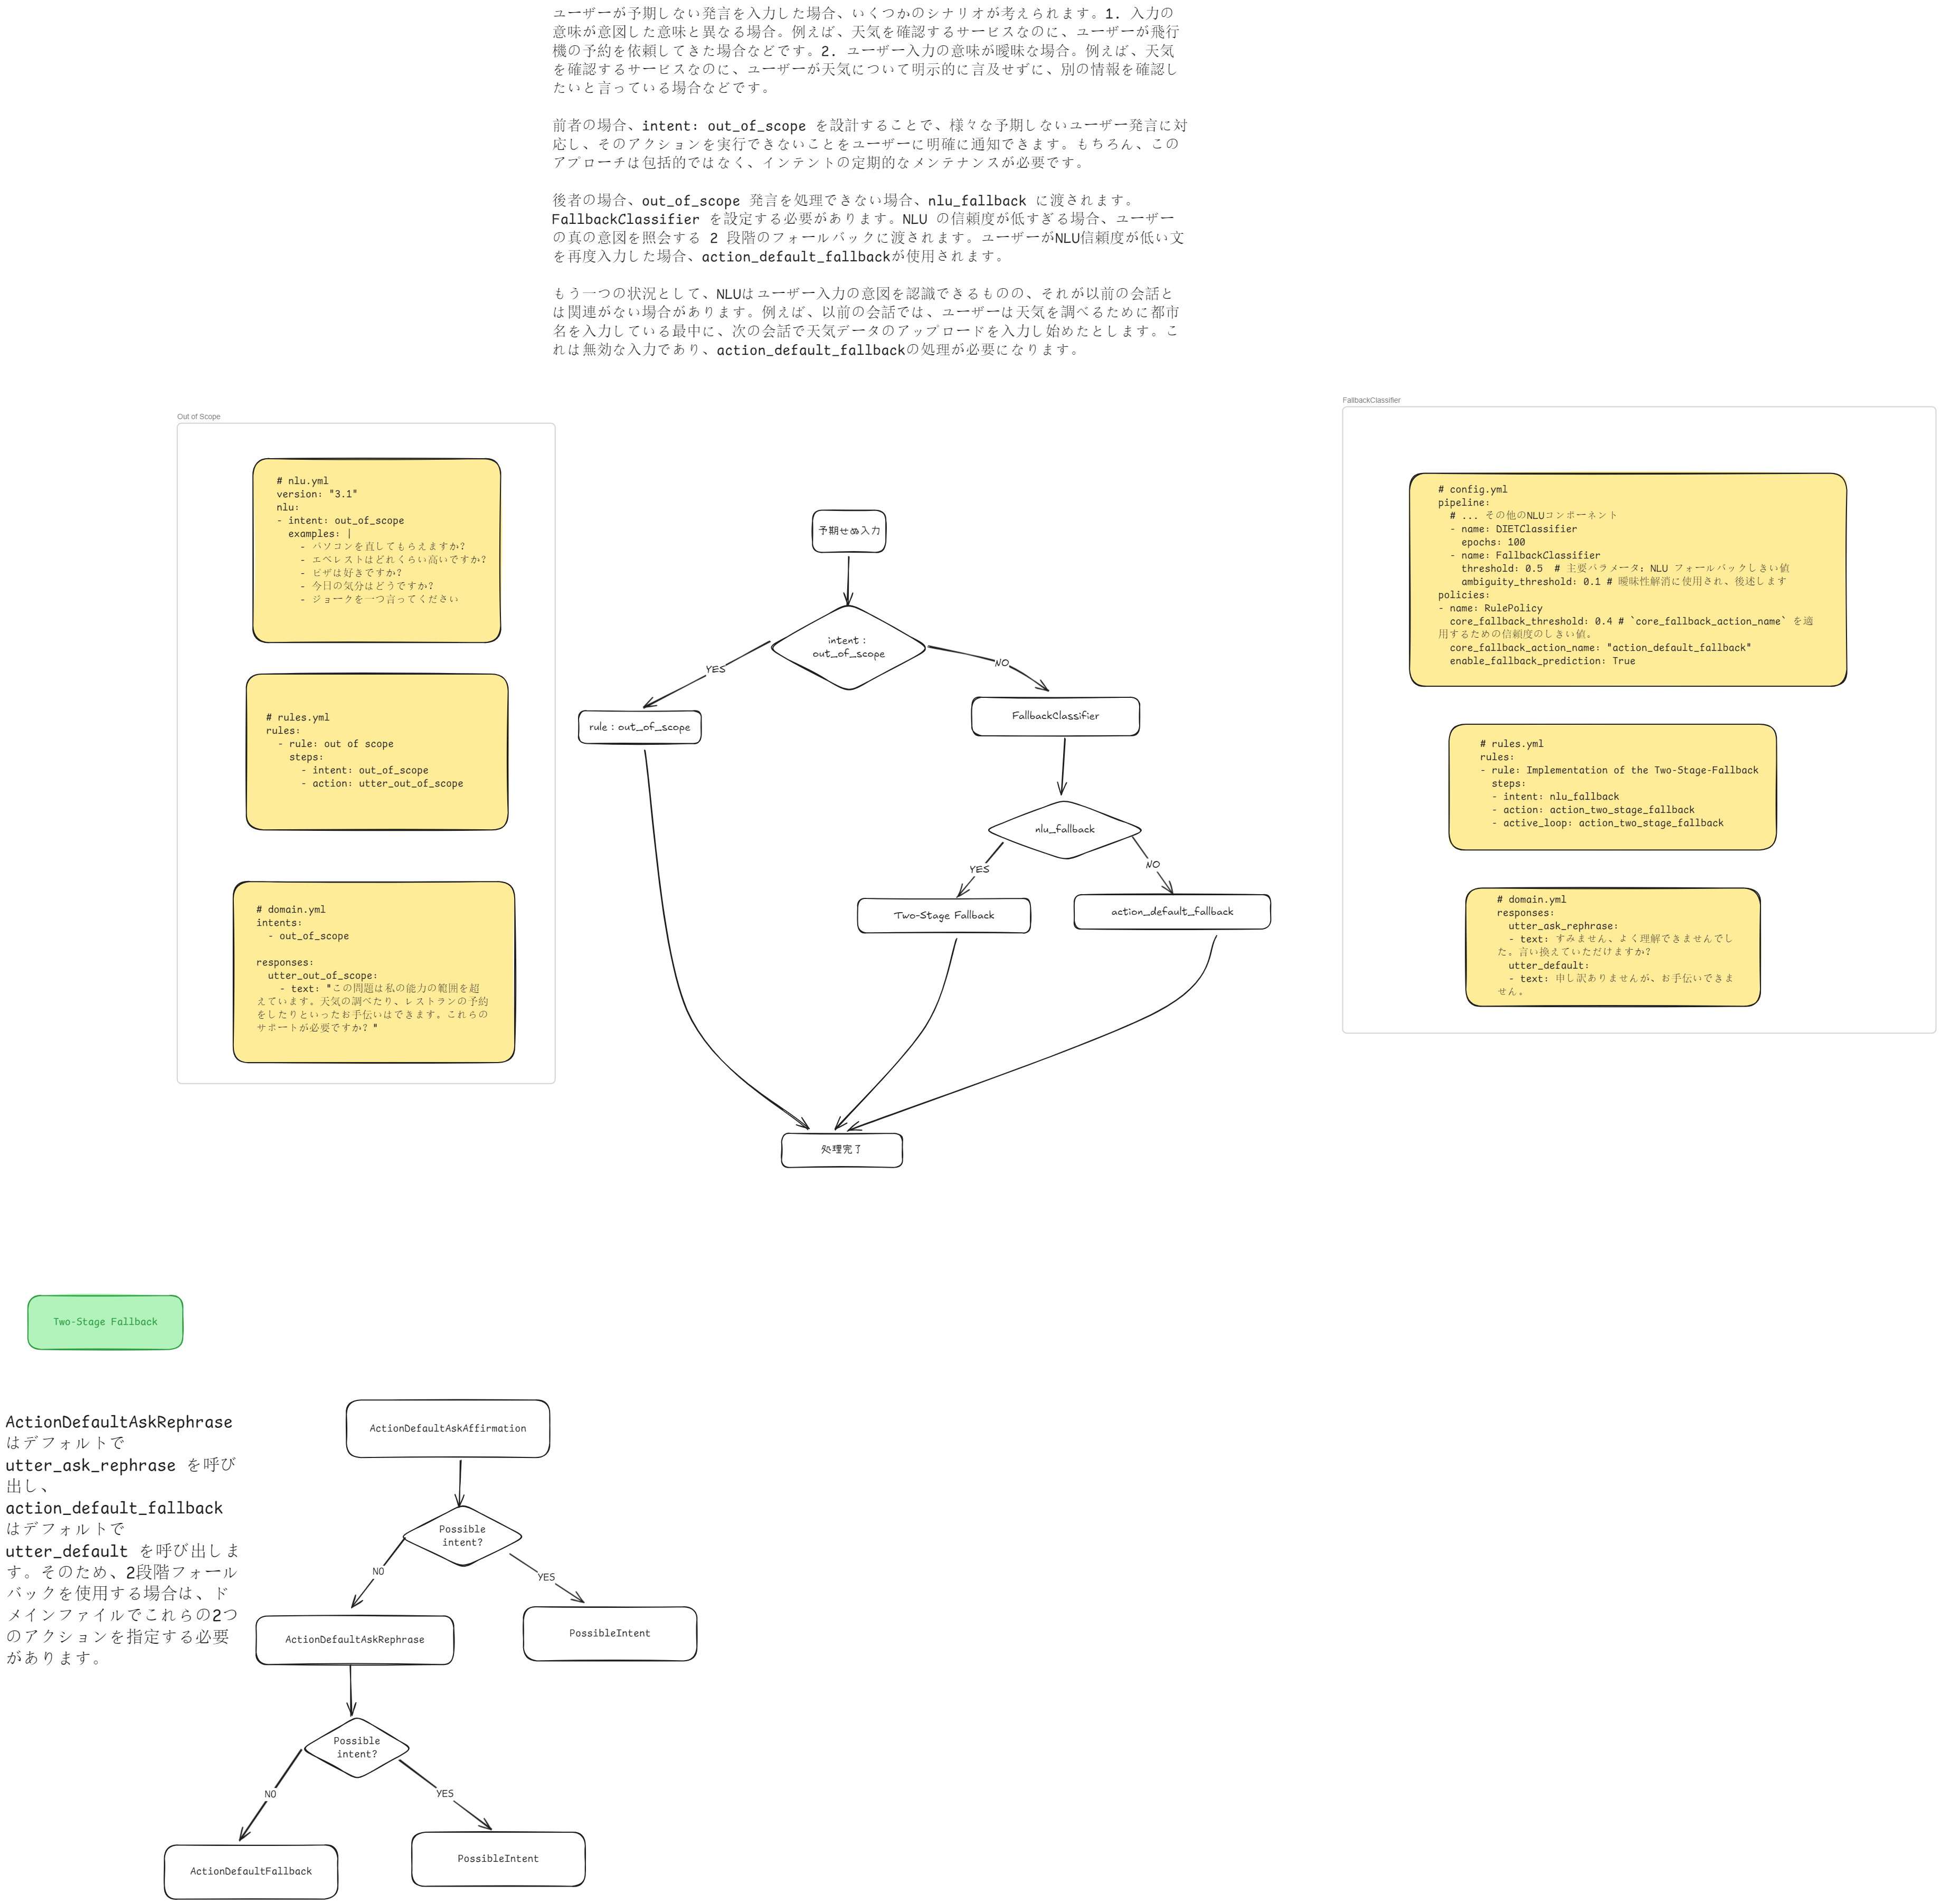 ユーザーが予期しない発言を入力した場合、いくつかのシナリオが考えられます。1. 入力の
意味が意図した意味と異なる場合。例えば、天気を確認するサービスなのに、ユーザーが飛行
機の予約を依頼してきた場合などです。2. ユーザー入力の意味が曖昧な場合。例えば、天気
を確認するサービスなのに、ユーザーが天気について明示的に言及せずに、別の情報を確認し
たいと言っている場合などです。
前者の場合、intent: out_of_scope を設計することで、様々な予期しないユーザー発言に対
応し、そのアクションを実行できないことをユーザーに明確に通知できます。もちろん、この
アプローチは包括的ではなく、インテントの定期的なメンテナンスが必要です。
後者の場合、out_of_scope 発言を処理できない場合、nlu_fallback に渡されます。
FallbackClassifier を設定する必要があります。NLU の信頼度が低すぎる場合、ユーザー
の真の意図を照会する 2 段階のフォールバックに渡されます。ユーザーがNLU信頼度が低い文
を再度入力した場合、action_default_fallbackが使用されます。
もう一つの状況として、NLUはユーザー入力の意図を認識できるものの、それが以前の会話と
は関連がない場合があります。例えば、以前の会話では、ユーザーは天気を調べるために都市
名を入力している最中に、次の会話で天気データのアップロードを入力し始めたとします。こ
れは無効な入力であり、action_default_fallbackの処理が必要になります。
Out of Scope
# nlu.yml
version: "3.1"
nlu:
- intent: out_of_scope
examples: |
- パソコンを直してもらえますか?
- エベレストはどれくらい高いですか?
- ピザは好きですか?
- 今日の気分はどうですか?
- ジョークを一つ言ってください
# rules.yml
rules:
- rule: out of scope
steps:
- intent: out_of_scope
- action: utter_out_of_scope
# domain.yml
intents:
- out_of_scope
responses:
utter_out_of_scope:
- text: "この問題は私の能力の範囲を超
えています。天気の調べたり、レストランの予約
をしたりといったお手伝いはできます。これらの
サポートが必要ですか？"
予期せぬ入力
intent :
out_of_scope
YES
NO
rule : out_of_scope
FallbackClassifier
nlu_fallback
YES
NO
Two-Stage Fallback
action_default_fallback
処理完了
FallbackClassifier
# config.yml
pipeline:
# ... その他のNLUコンポーネント
- name: DIETClassifier
epochs: 100
- name: FallbackClassifier
threshold: 0.5 # 主要パラメータ: NLU フォールバックしきい値
ambiguity_threshold: 0.1 # 曖昧性解消に使用され、後述します
policies:
- name: RulePolicy
core_fallback_threshold: 0.4 # `core_fallback_action_name` を適
用するための信頼度のしきい値。
core_fallback_action_name: "action_default_fallback"
enable_fallback_prediction: True
# rules.yml
rules:
- rule: Implementation of the Two-Stage-Fallback
steps:
- intent: nlu_fallback
- action: action_two_stage_fallback
- active_loop: action_two_stage_fallback
# domain.yml
responses:
utter_ask_rephrase:
- text: すみません、よく理解できませんでし
た。言い換えていただけますか?
utter_default:
- text: 申し訳ありませんが、お手伝いできま
せん。
Two-Stage Fallback
ActionDefaultAskRephrase
はデフォルトで
utter_ask_rephrase を呼び
出し、
action_default_fallback
はデフォルトで
utter_default を呼び出しま
す。そのため、2段階フォール
バックを使用する場合は、ド
メインファイルでこれらの2つ
のアクションを指定する必要
があります。
ActionDefaultAskAffirmation
Possible
intent?
NO
YES
ActionDefaultAskRephrase
PossibleIntent
Possible
intent?
NO
YES
ActionDefaultFallback
PossibleIntent